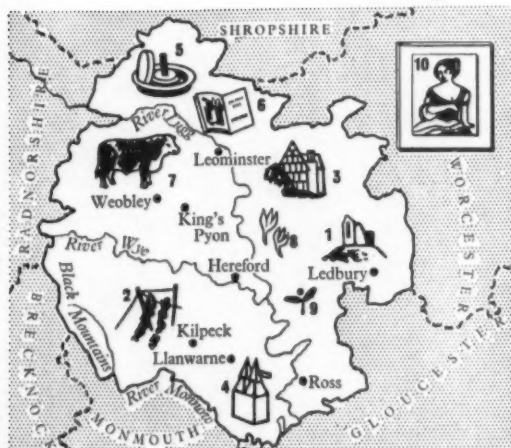 SHROPSHIRE
5
10
6
RADNORSHIRE
River Lugg
Leominster
3
7
Weobley
King's
Pyon
8
WORCESTER
1
River Wye
Hereford
Ledbury
9
2
Black Mountains
Kilpeck
Llanwarne
4
Ross
BRECKNOCK
River Monnow
MONMOUTH
GLOUCESTER